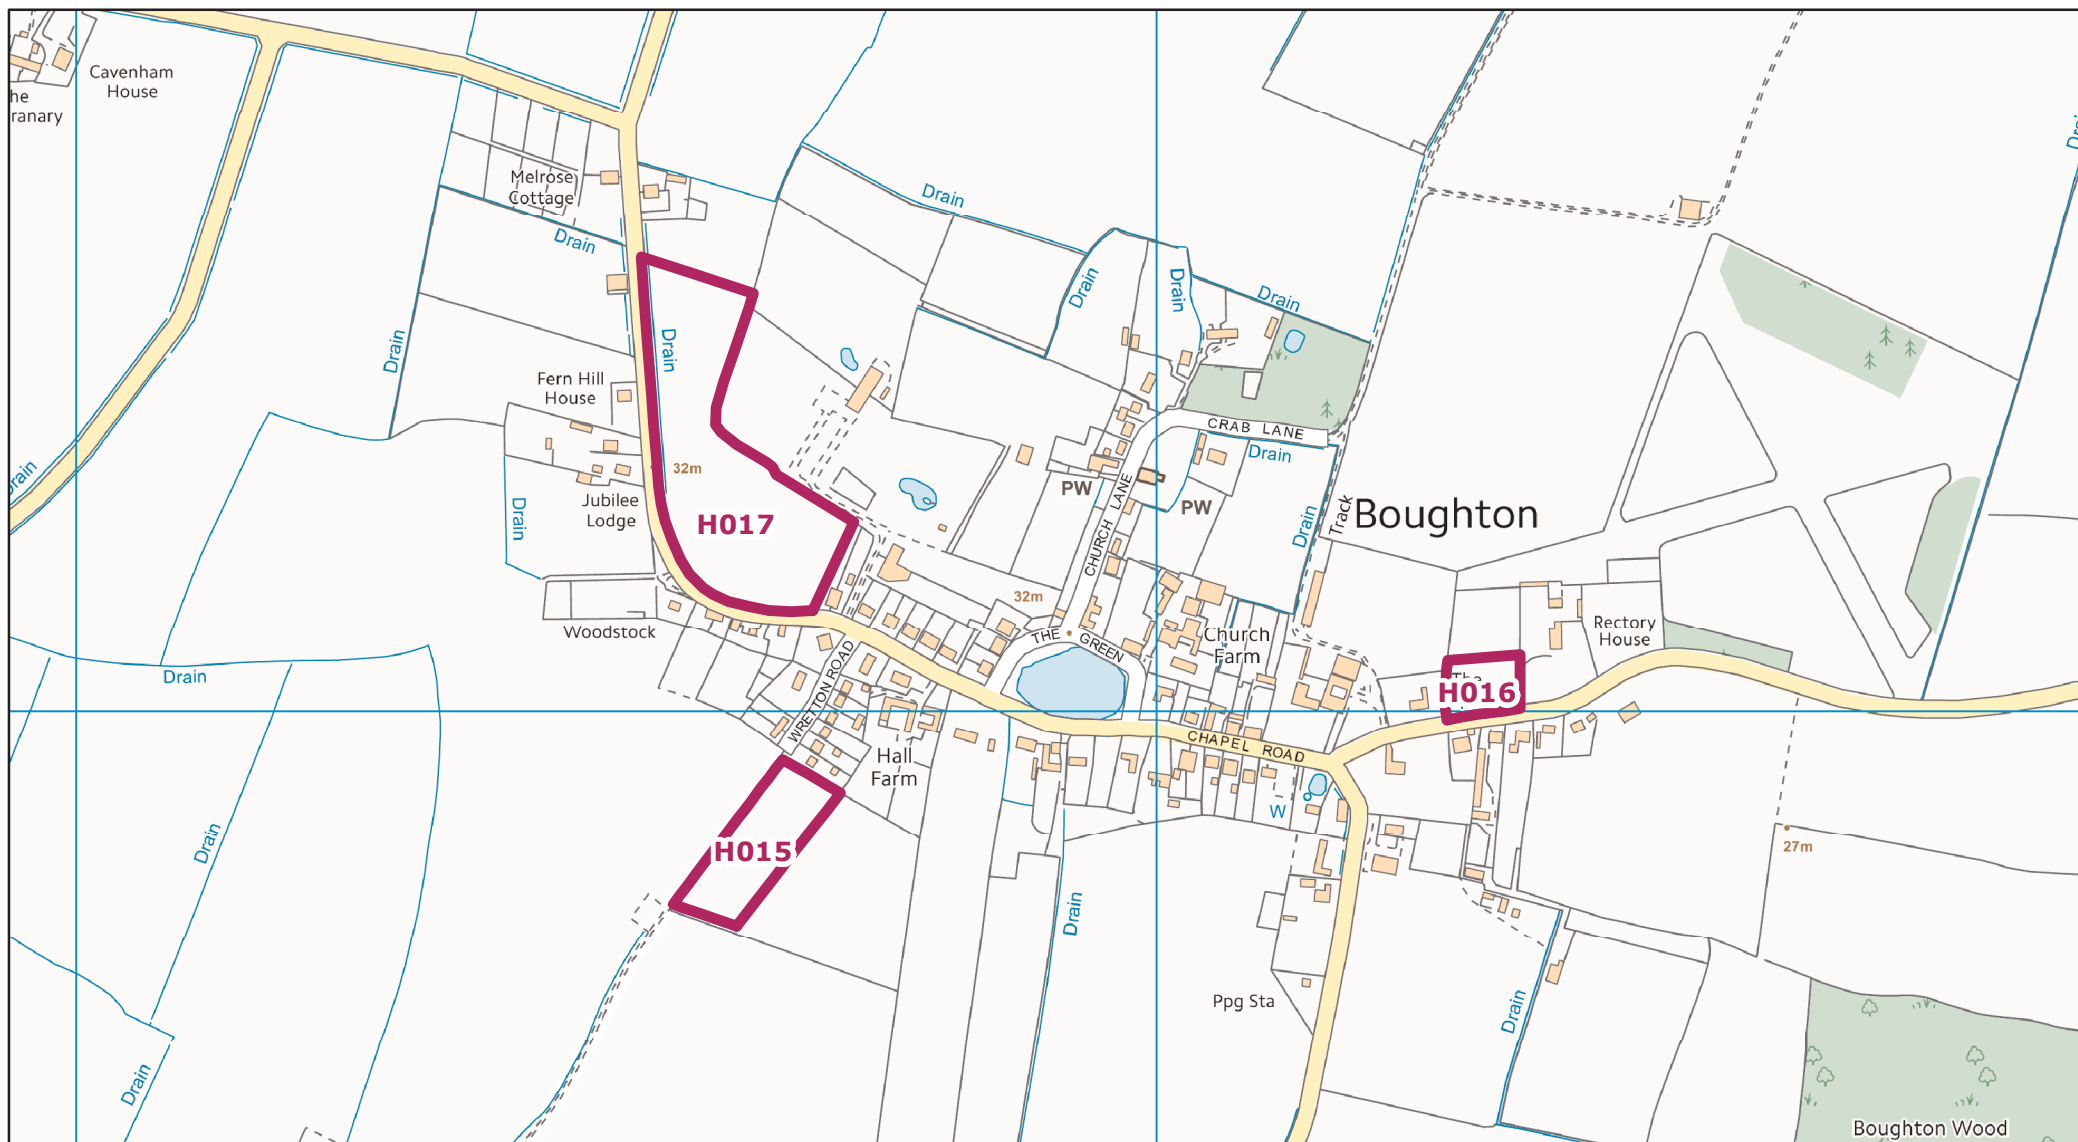 Cavenham
House
he
ranary
Melrose
Cottage
Drain
Drain
Drain
Drain
Drain
Drain
Drain
Drain
Fern Hill
House
Drain
32m
Jubilee
Lodge
Drain
H017
CRAB LANE
Drain
PW
PW
CHURCH LANE
Drain
Track
Boughton
32m
Woodstock
THE GREEN
Church
Farm
Rectory
House
Drain
WRETTON ROAD
The
H016
Hall
Farm
CHAPEL ROAD
W
H015
27m
Drain
Drain
Ppg Sta
Drain
Drain
Boughton Wood